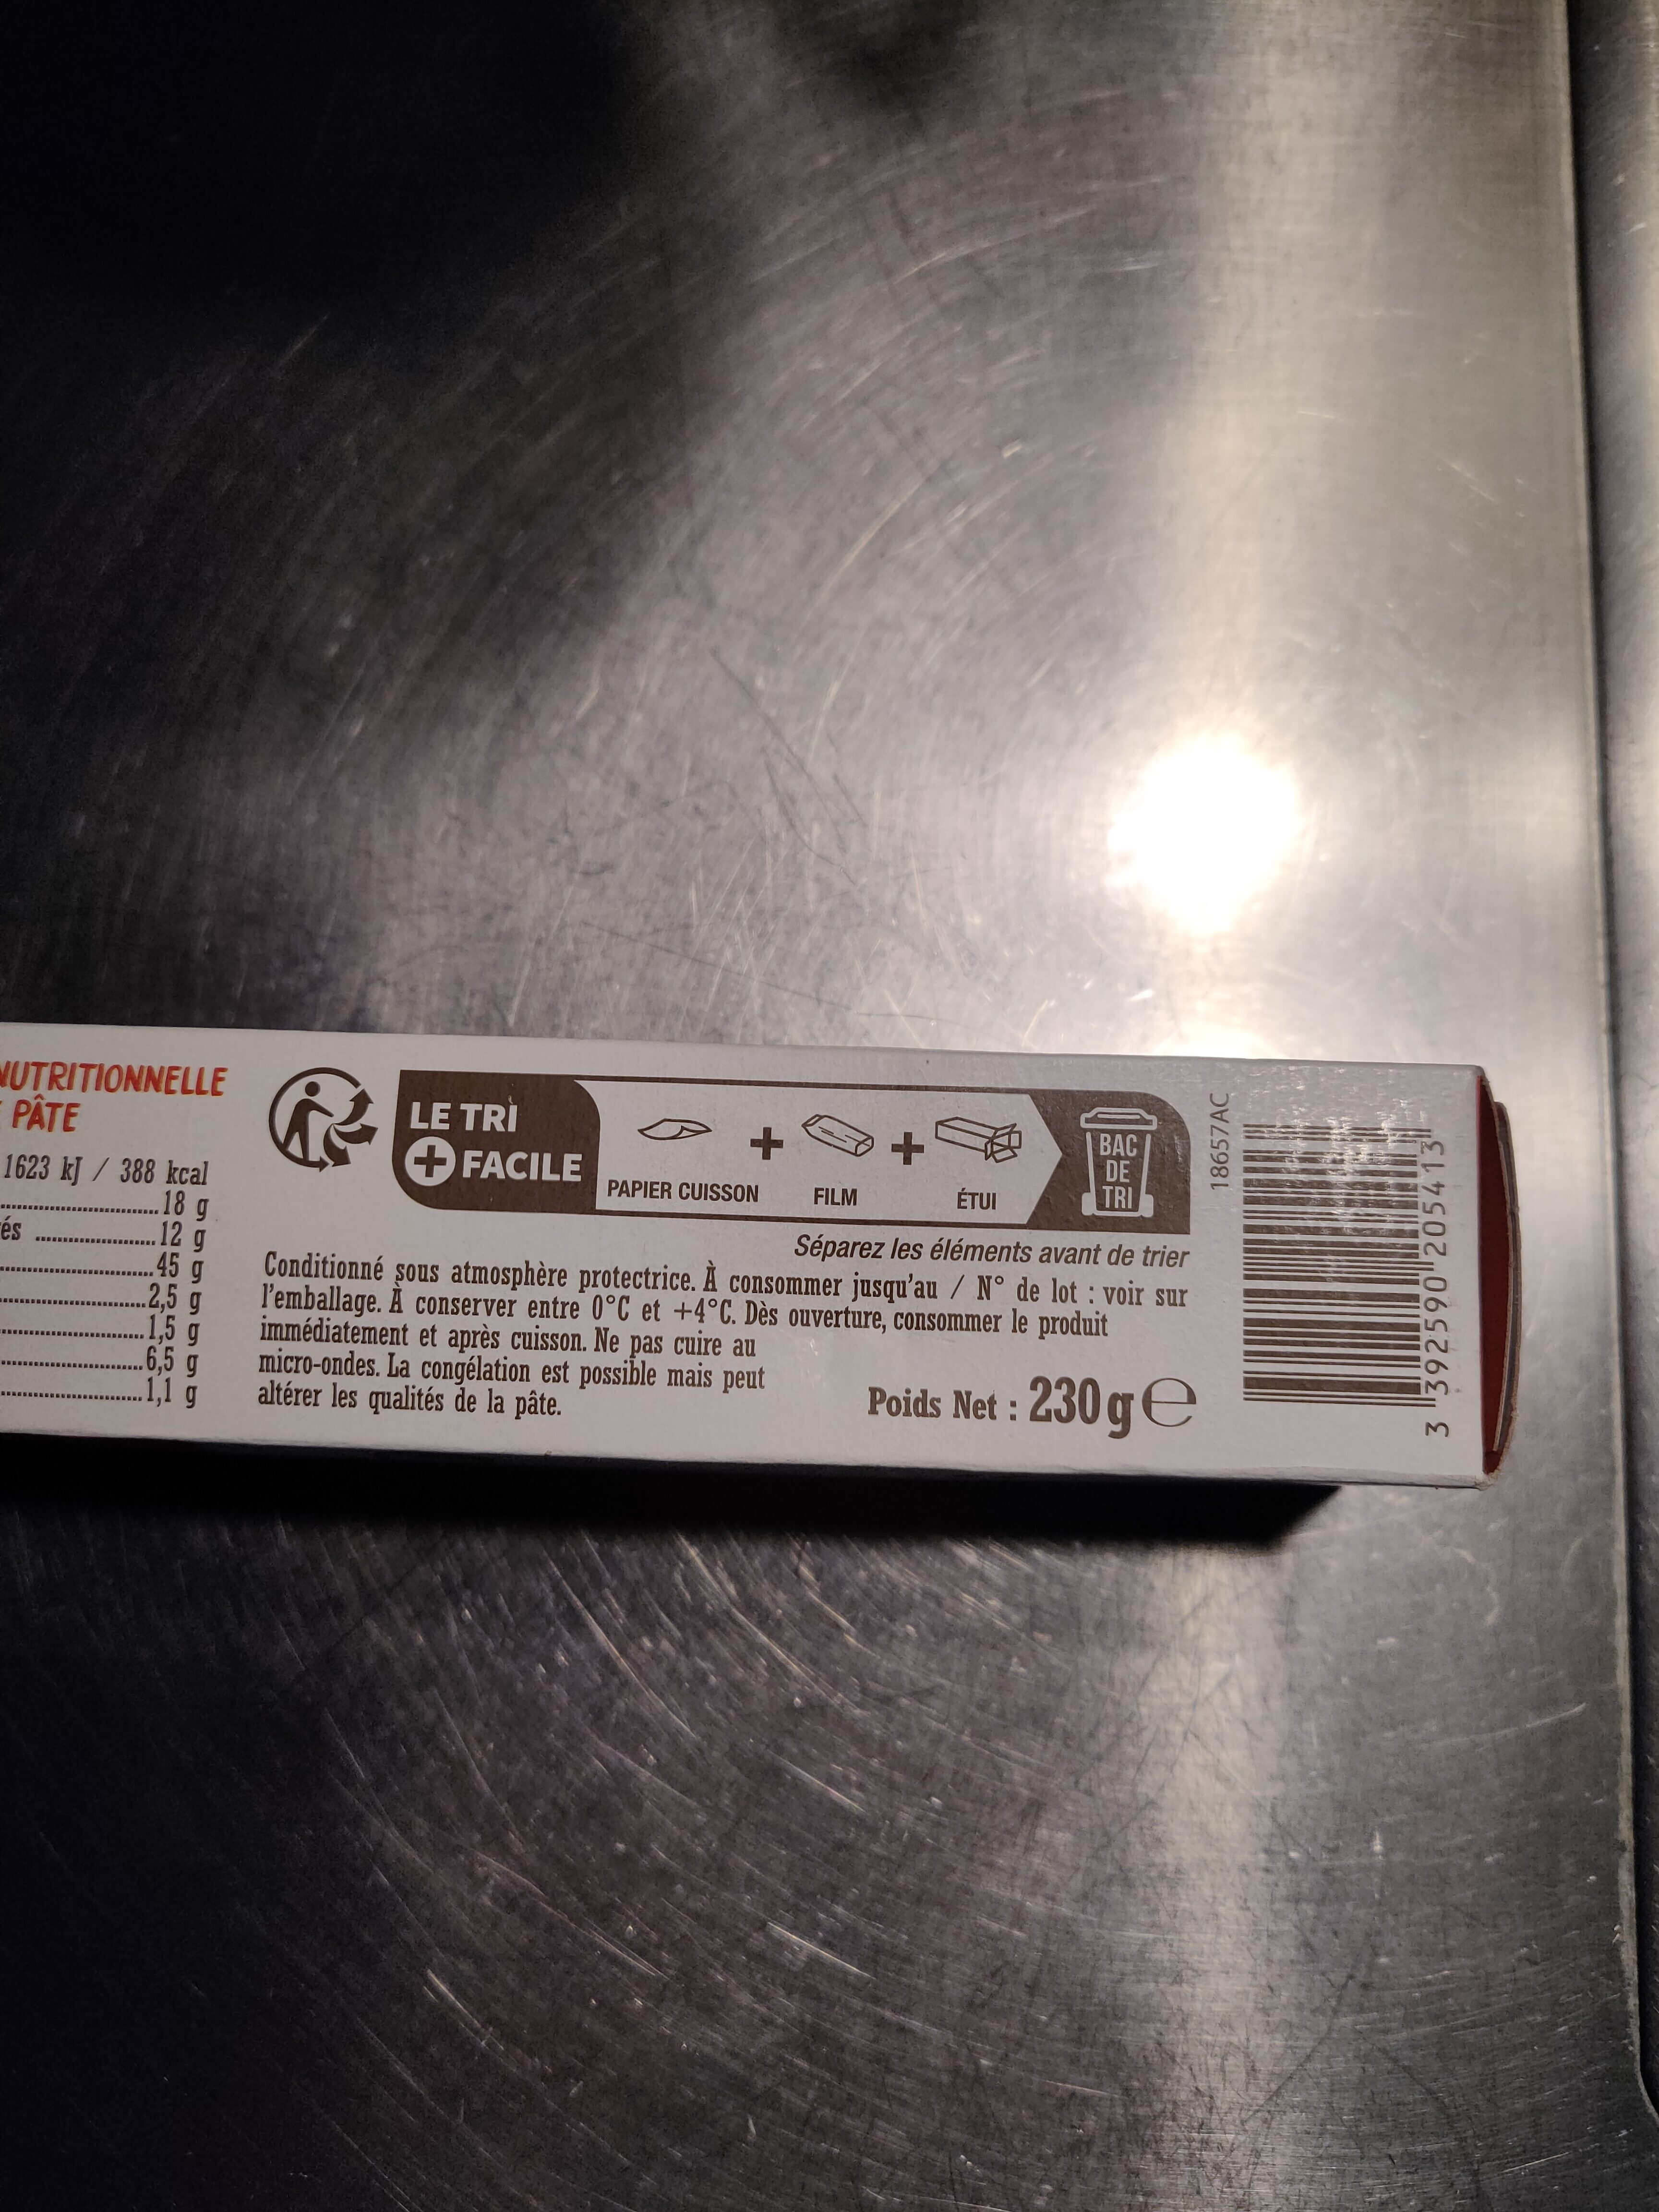 NUTRITIONNELLE
PÂTE
1623 kJ / 388 kcal
18 g
és 12 g
45 g
2,5 g
1,5 g
6,5 g
1,1 g
LE TRI
+ FACILE
PAPIER CUISSON + FILM + ÉTUI
BAC
DE
TRI
Séparez les éléments avant de trier
Conditionné sous atmosphère protectrice. À consommer jusqu'au / N° de lot : voir sur
l'emballage. À conserver entre 0°C et +4°C. Dès ouverture, consommer le produit
immédiatement et après cuisson. Ne pas cuire au
micro-ondes. La congélation est possible mais peut
altérer les qualités de la pâte.
Poids Net : 230 g e
18657AC
3 392590 205413